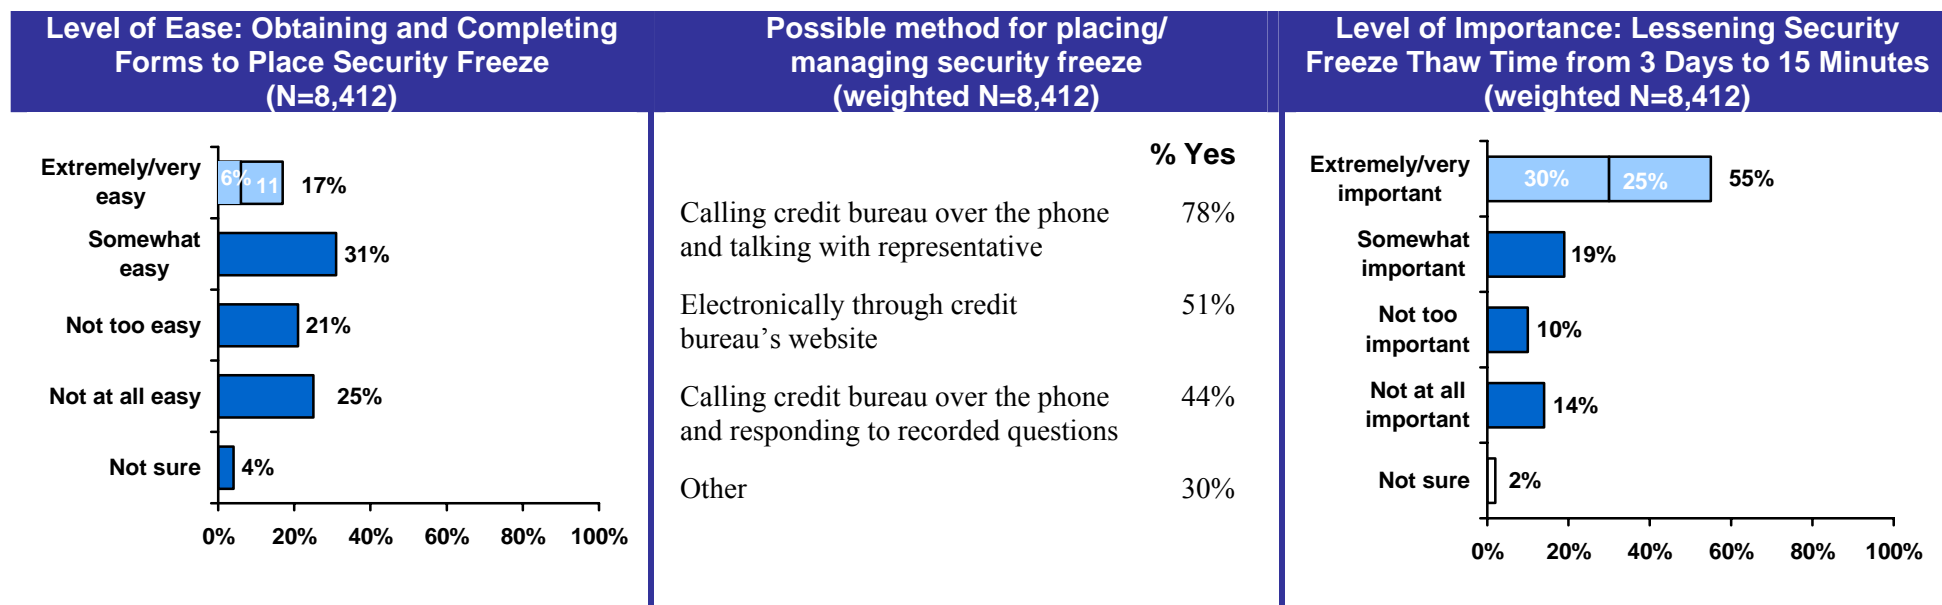 Level of Ease: Obtaining and Completing
Forms to Place Security Freeze
(N=8,412)
Extremely/very
easy
6%
11
17%
Somewhat
easy
31%
Not too easy
21%
Not at all easy
25%
Not sure
4%
0% 20% 40% 60% 80% 100%
Possible method for placing/
managing security freeze
(weighted N=8,412)
% Yes
Calling credit bureau over the phone 78%
and talking with representative
Electronically through credit 51%
bureau’s website
Calling credit bureau over the phone 44%
and responding to recorded questions
Other 30%
Level of Importance: Lessening Security
Freeze Thaw Time from 3 Days to 15 Minutes
(weighted N=8,412)
Extremely/very
important
30%
25%
55%
Somewhat
important
19%
Not too
important
10%
Not at all
important
14%
Not sure
2%
0% 20% 40% 60% 80% 100%